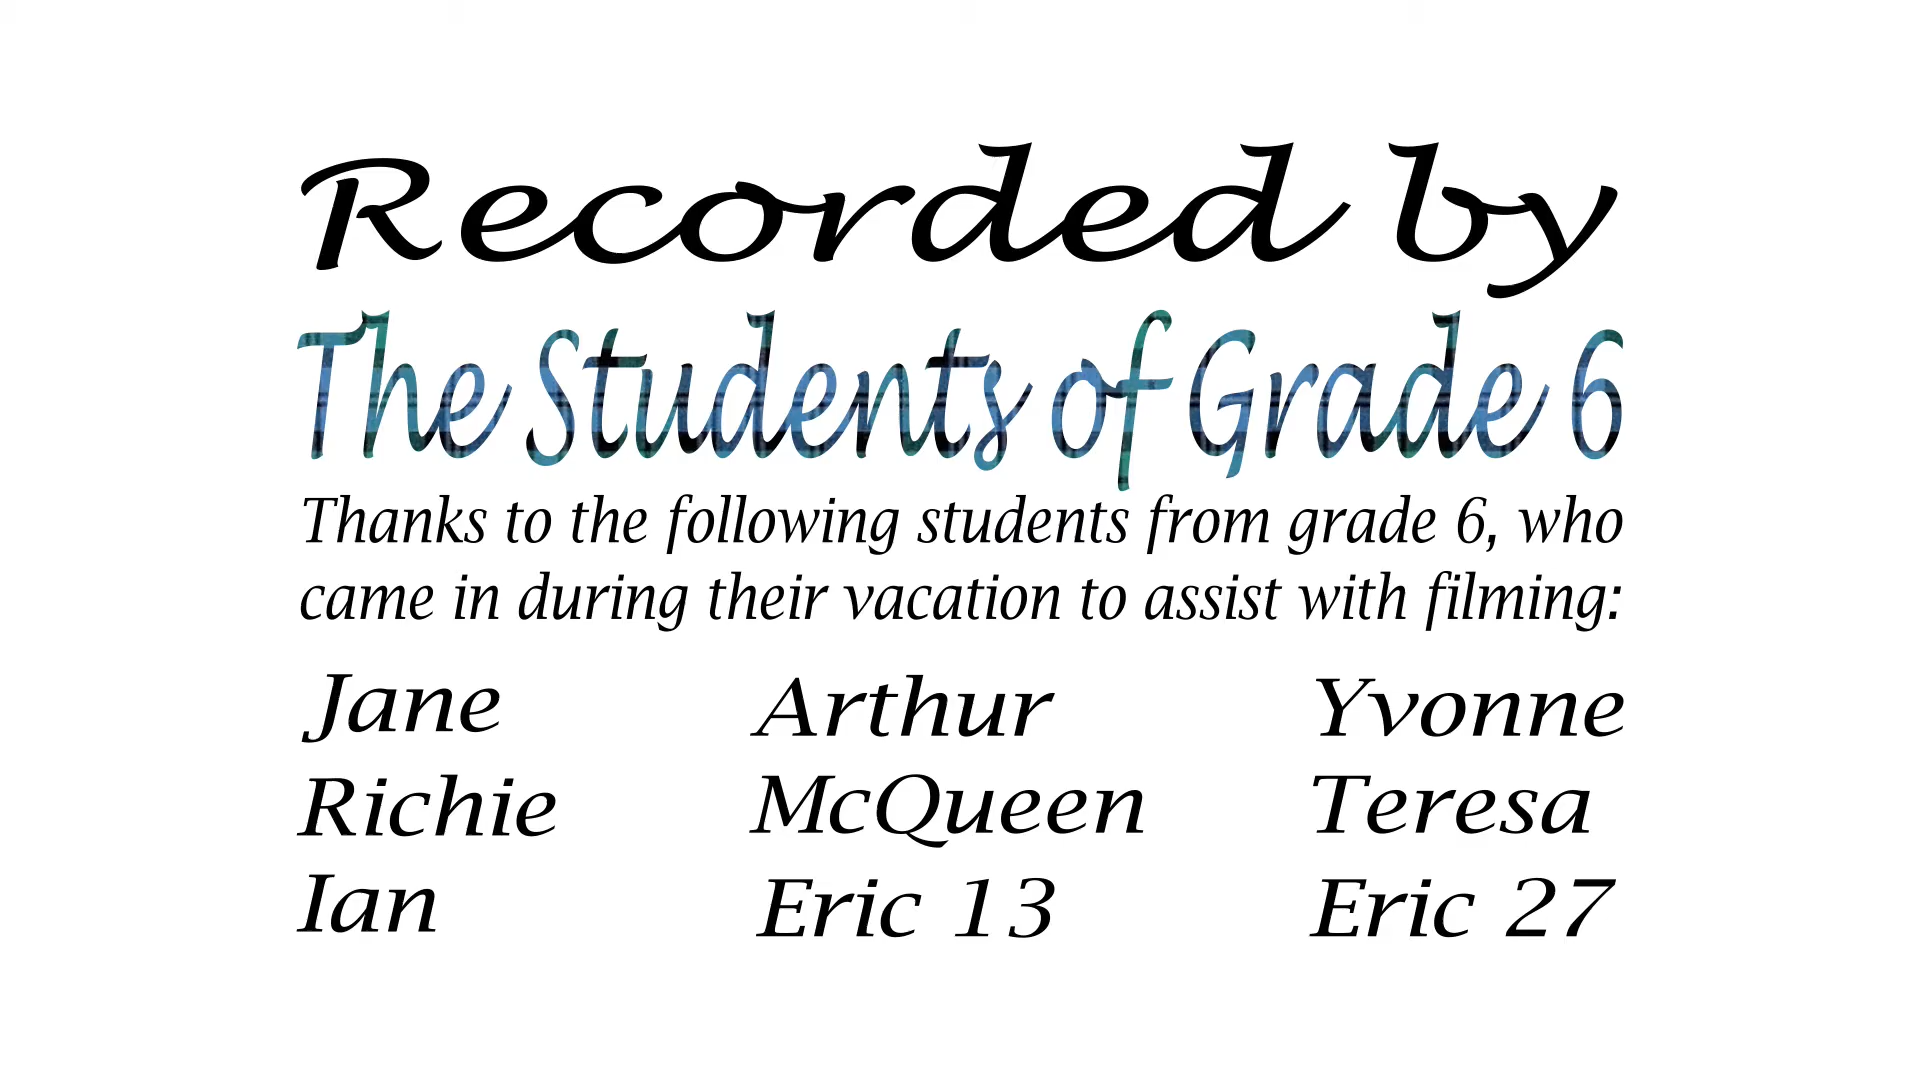 Recorded by
The Students of Grade 6
Thanks to the following students from grade 6, who
came in during their vacation to assist with filming:
Jane Arthur Yvonne
Richie McQueen Teresa
Ian Eric 13 Eric 27